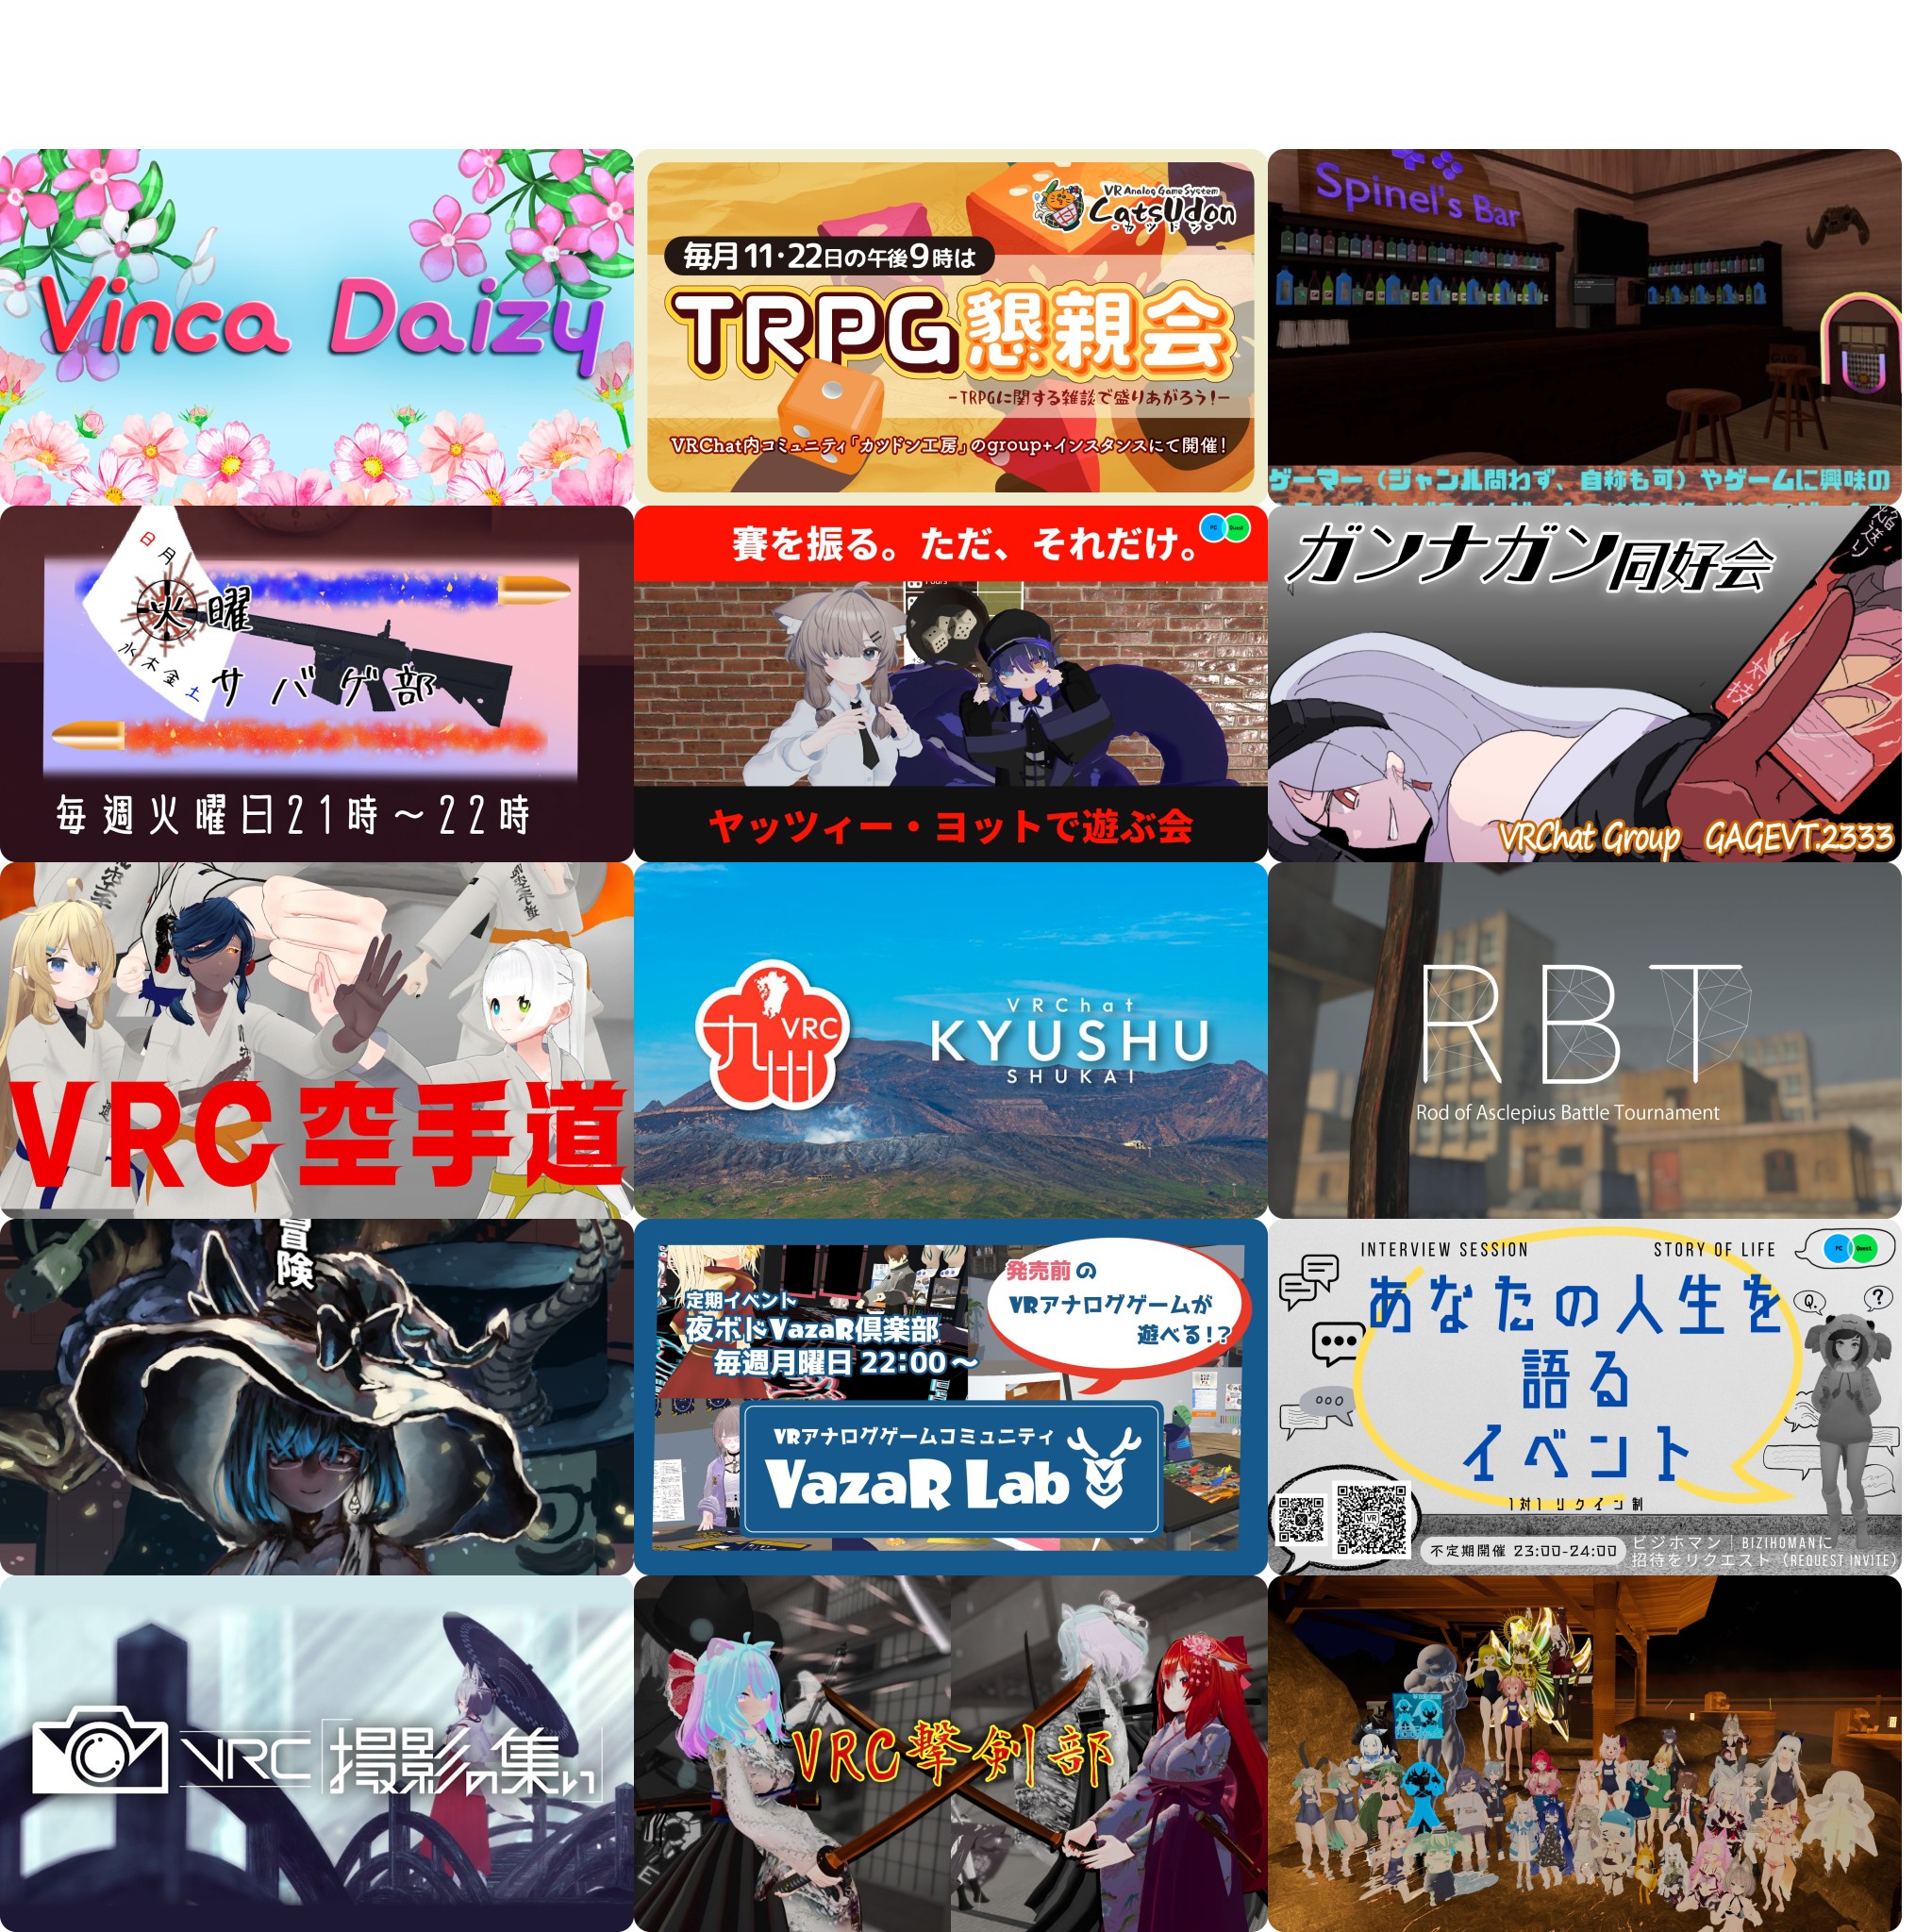 Vinca Daizy
VR Analog Game System
CatsUdon
-カツドン-
毎月11・22日の午後9時は
TRPG懇親会
-TRPGに関する雑談で盛りあがろう!-
VRChat内コミュニティ「カツドン工房」のgroup+インスタンスにて開催!
Spinel's Bar
ゲーマー（ジャンル問わず、自称も可）やゲームに興味の
日
月
火曜
水
木
金
土
サバゲ部
毎週火曜日21時～22時
賽を振る。ただ、それだけ。
PC
Quest
ヤッツィー・ヨットで遊ぶ会
ガンナガン同好会
VRChat Group GAGEVT.2333
VRC空手道
九州
VRC
VRChat
KYUSHU
SHUKAI
RBT
Rod of Asclepius Battle Tournament
冒険
定期イベント
夜ボドVazaR倶楽部
毎週月曜日 22:00～
発売前の
VRアナログゲームが
遊べる!?
VRアナログゲームコミュニティ
VazaR Lab
INTERVIEW SESSION
STORY OF LIFE
PC
Quest
あなたの人生を
語る
イベント
Q.
?
1対1 リクイン制
不定期開催 23:00-24:00
ビジホマン | BIZIHOMANに
招待をリクエスト (REQUEST INVITE)
VRC「撮影の集い」
VRC撃剣部